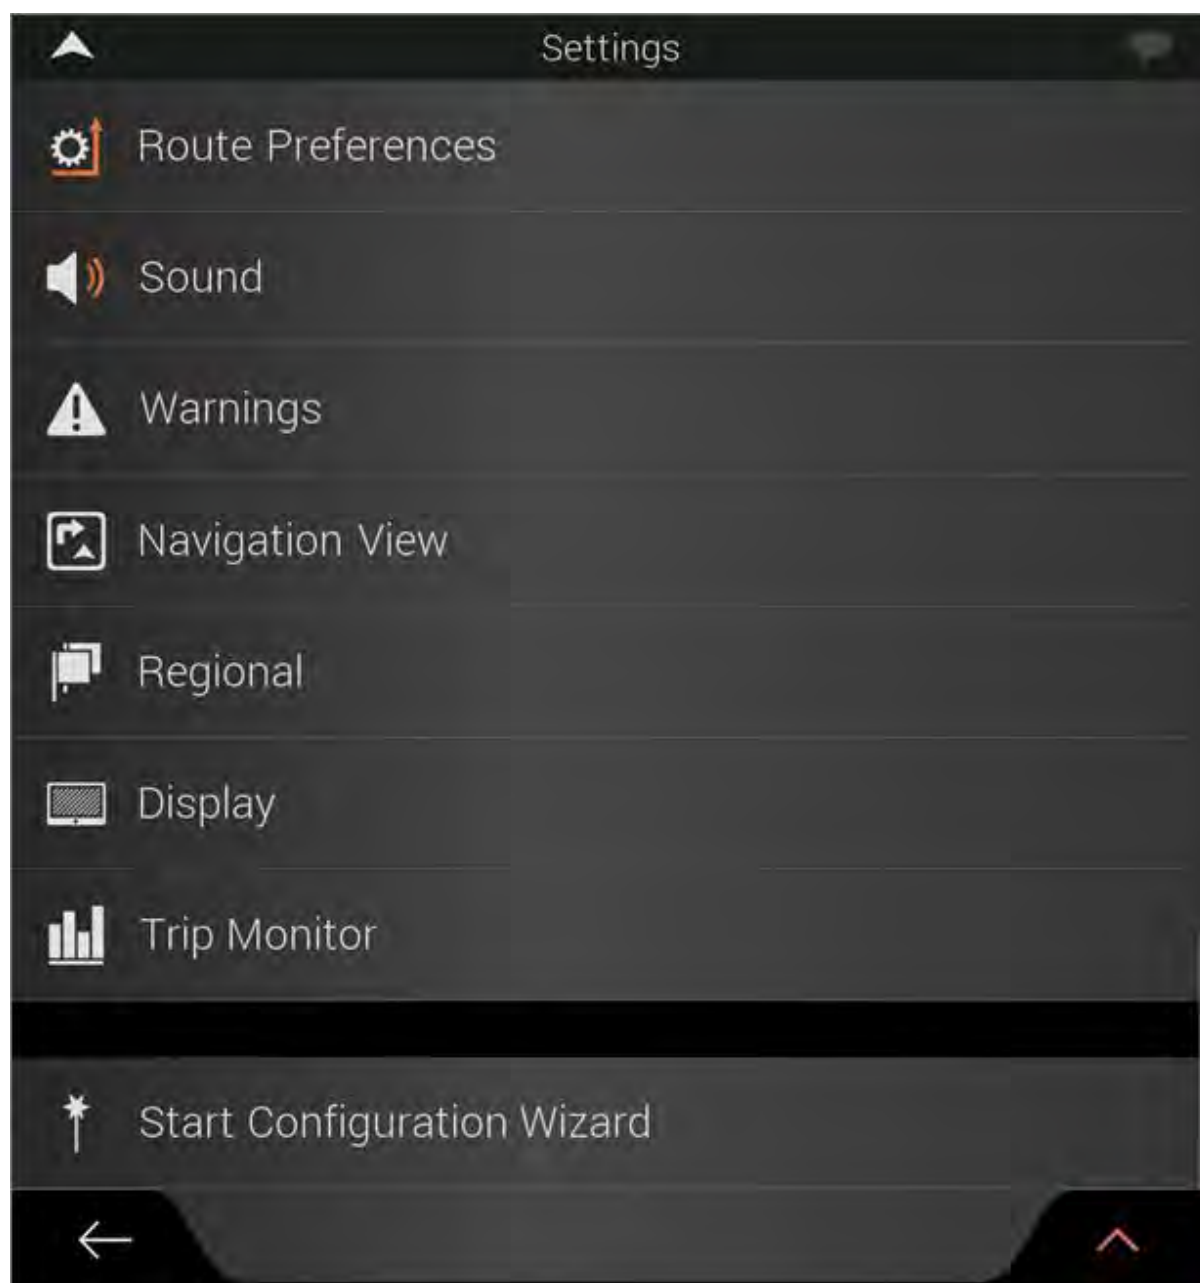 Settings
Route Preferences
Sound
Warnings
Navigation View
Regional
Display
Trip Monitor
Start Configuration Wizard